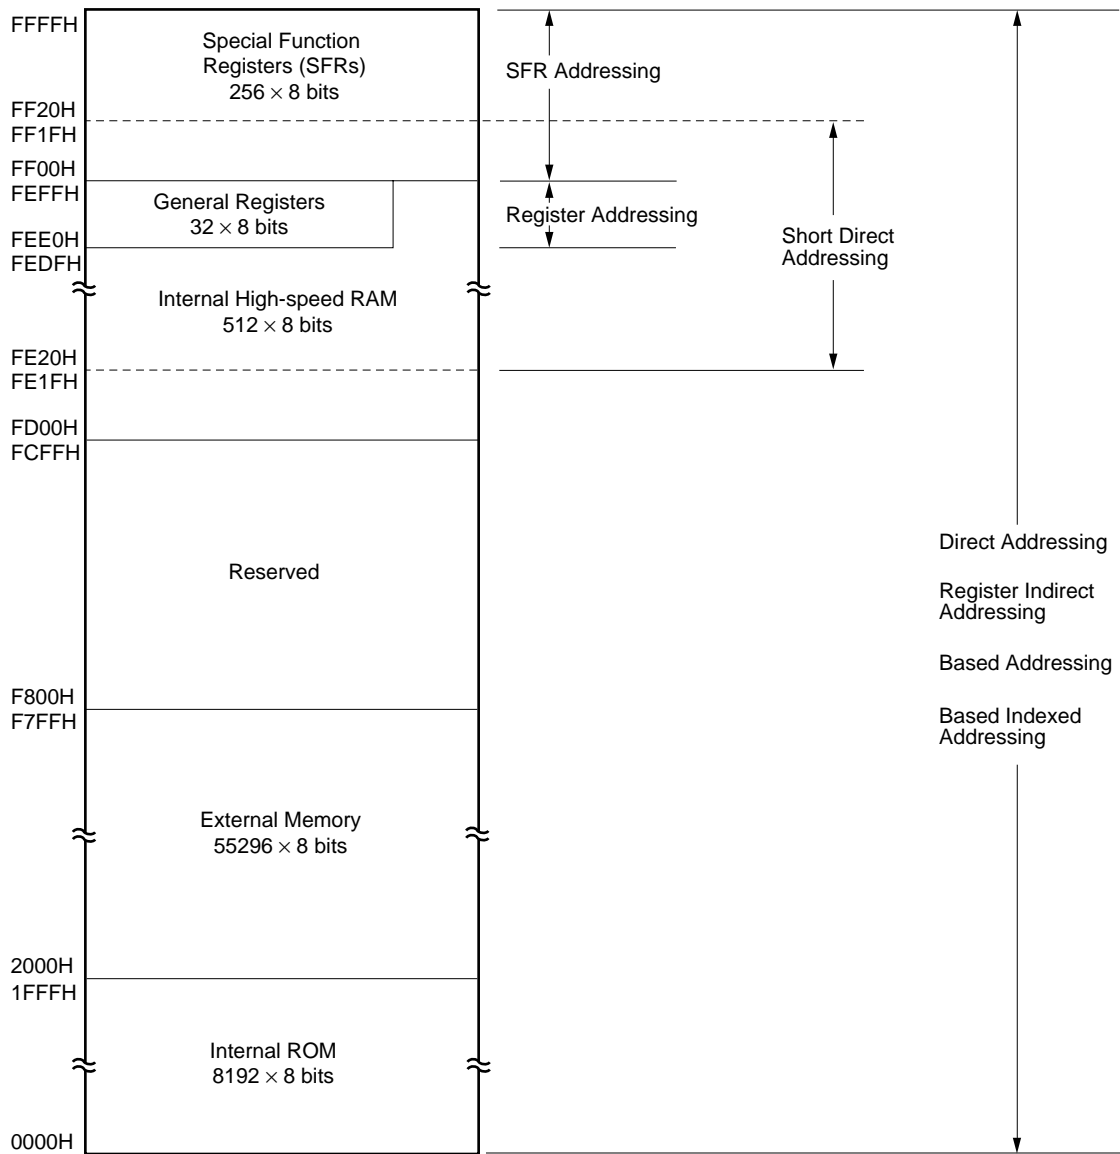 FFFFH
Special Function
Registers (SFRs)
256 × 8 bits
SFR Addressing
FF20H
FF1FH
FF00H
FEFFH
General Registers
32 × 8 bits
Register Addressing
Short Direct
Addressing
FEE0H
FEDFH
Internal High-speed RAM
512 × 8 bits
FE20H
FE1FH
FD00H
FCFFH
Reserved
Direct Addressing
Register Indirect
Addressing
Based Addressing
Based Indexed
Addressing
F800H
F7FFH
External Memory
55296 × 8 bits
2000H
1FFFH
Internal ROM
8192 × 8 bits
0000H